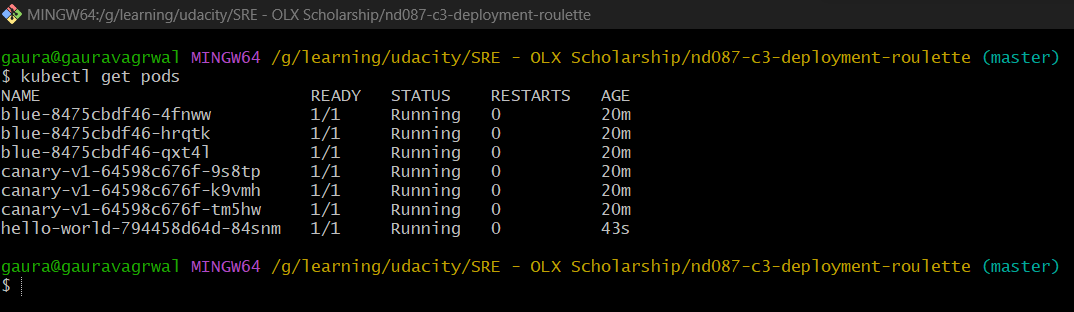 MINGW64:/g/learning/udacity/SRE - OLX Scholarship/nd087-c3-deployment-roulette
gaura@gauravagrwal MINGW64 /g/learning/udacity/SRE - OLX Scholarship/nd087-c3-deployment-roulette (master)
$ kubectl get pods
NAME READY STATUS RESTARTS AGE
blue-8475cbdf46-4fnww 1/1 Running 0 20m
blue-8475cbdf46-hrqtk 1/1 Running 0 20m
blue-8475cbdf46-qxt4l 1/1 Running 0 20m
canary-v1-64598c676f-9s8tp 1/1 Running 0 20m
canary-v1-64598c676f-k9vmh 1/1 Running 0 20m
canary-v1-64598c676f-tm5hw 1/1 Running 0 20m
hello-world-794458d64d-84snm 1/1 Running 0 43s
gaura@gauravagrwal MINGW64 /g/learning/udacity/SRE - OLX Scholarship/nd087-c3-deployment-roulette (master)
$